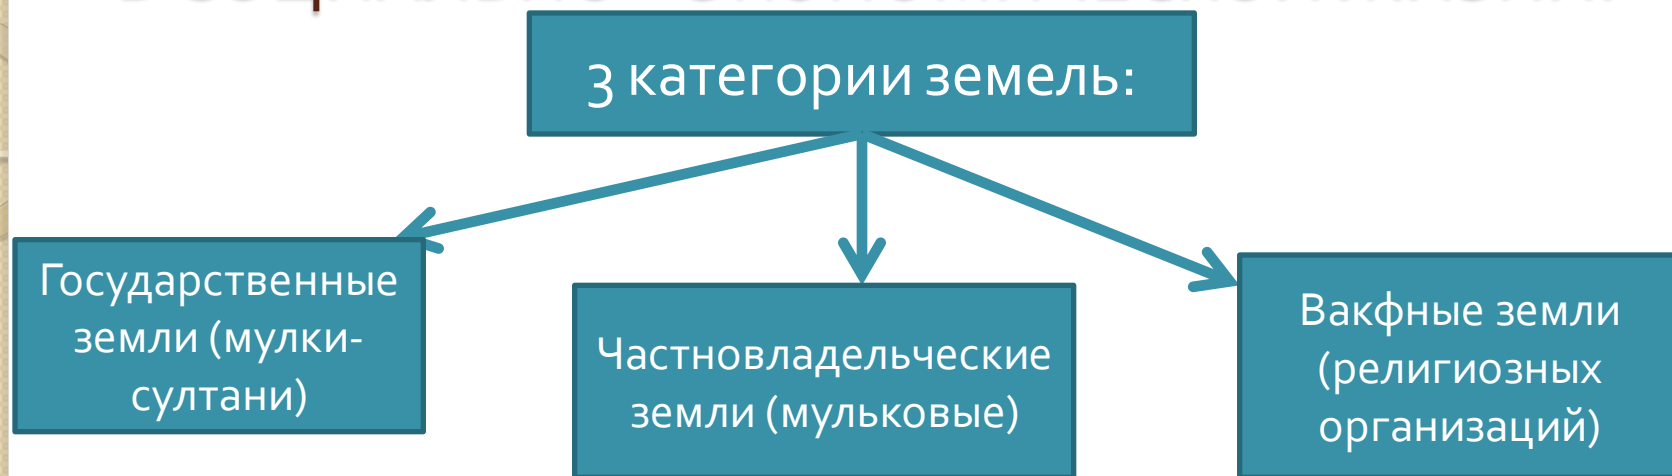 3 категории земель:
Государственные
земли (мулки-
султани)
Частновладельческие
земли (мульковые)
Вакфные земли
(религиозных
организаций)